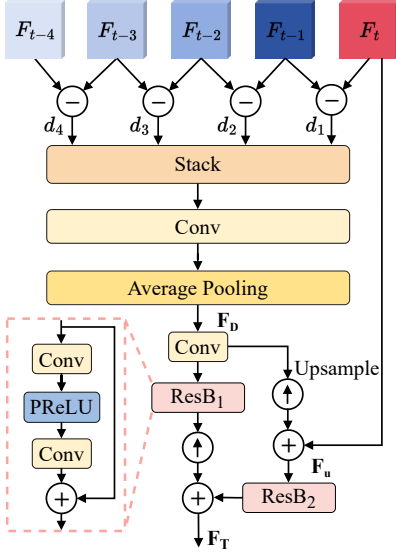 F_{t-4} F_{t-3} F_{t-2} F_{t-1} F_t
− − − −
d_4 d_3 d_2 d_1
Stack
Conv
Average Pooling
F_D
Conv
Upsample
Conv
ResB_1
PReLU
Conv
+
F_u
+ + ResB_2
F_T